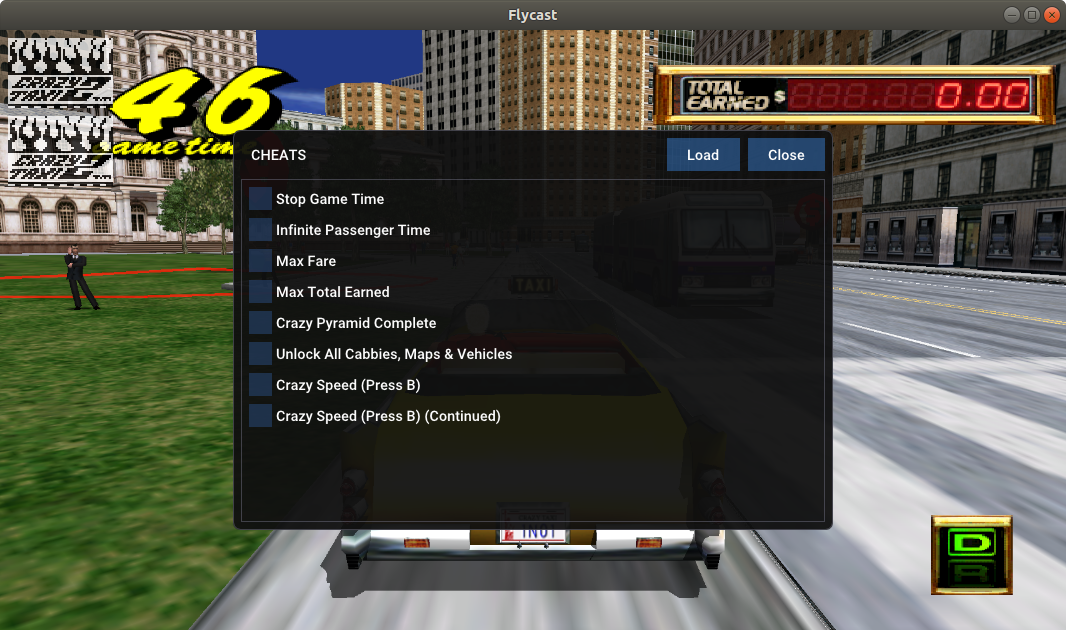 Flycast
46
game time
TOTAL
EARNED $ 0.00
CHEATS
Load
Close
Stop Game Time
Infinite Passenger Time
Max Fare
Max Total Earned
Crazy Pyramid Complete
Unlock All Cabbies, Maps & Vehicles
Crazy Speed (Press B)
Crazy Speed (Press B) (Continued)
TAXI
D
R